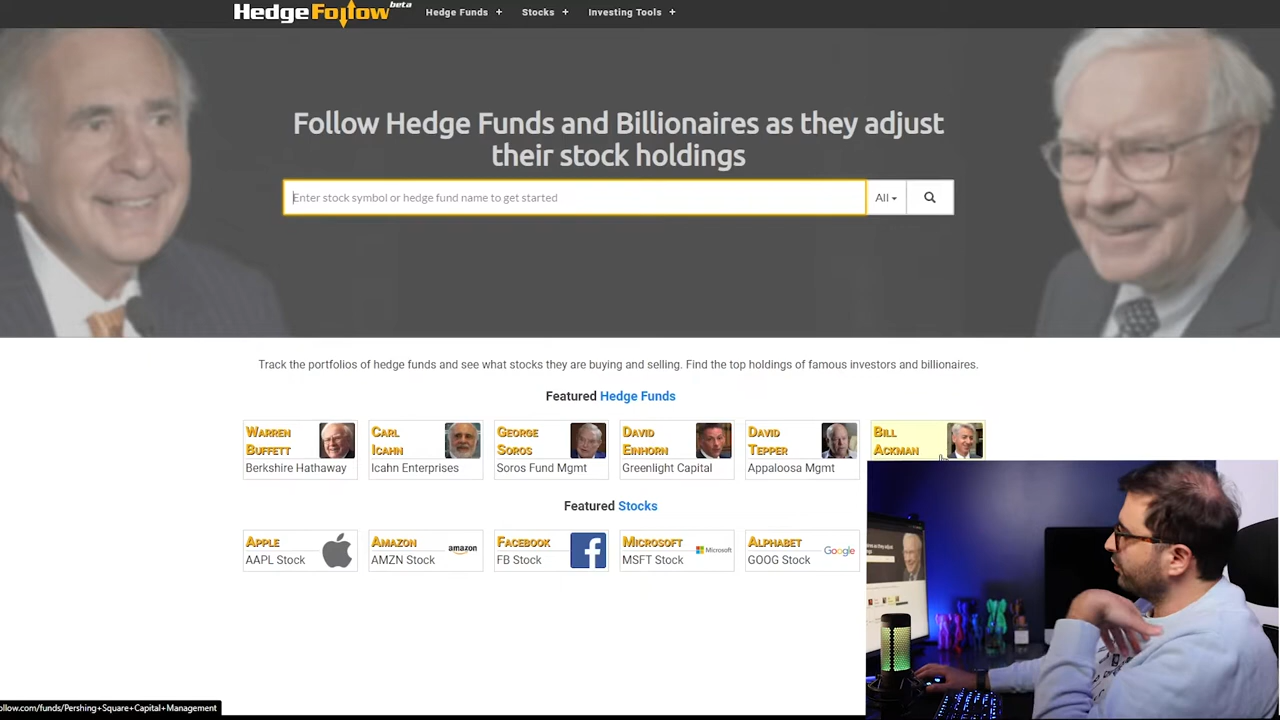 HedgeFollow beta
Hedge Funds + Stocks + Investing Tools +
Follow Hedge Funds and Billionaires as they adjust
their stock holdings
Enter stock symbol or hedge fund name to get started
All
Track the portfolios of hedge funds and see what stocks they are buying and selling. Find the top holdings of famous investors and billionaires.
Featured Hedge Funds
Warren
Buffett
Berkshire Hathaway
Carl
Icahn
Icahn Enterprises
George
Soros
Soros Fund Mgmt
David
Einhorn
Greenlight Capital
David
Tepper
Appaloosa Mgmt
Bill
Ackman
Featured Stocks
Apple
AAPL Stock
Amazon
AMZN Stock
amazon
Facebook
FB Stock
Microsoft
MSFT Stock
Microsoft
Alphabet
GOOG Stock
Google
ollow.com/funds/Pershing+Square+Capital+Management